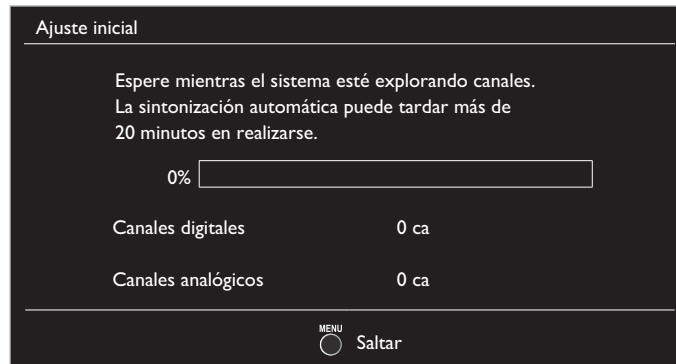 Ajuste inicial
Espere mientras el sistema esté explorando canales.
La sintonización automática puede tardar más de
20 minutos en realizarse.
0%
Canales digitales 0 ca
Canales analógicos 0 ca
MENU
Saltar